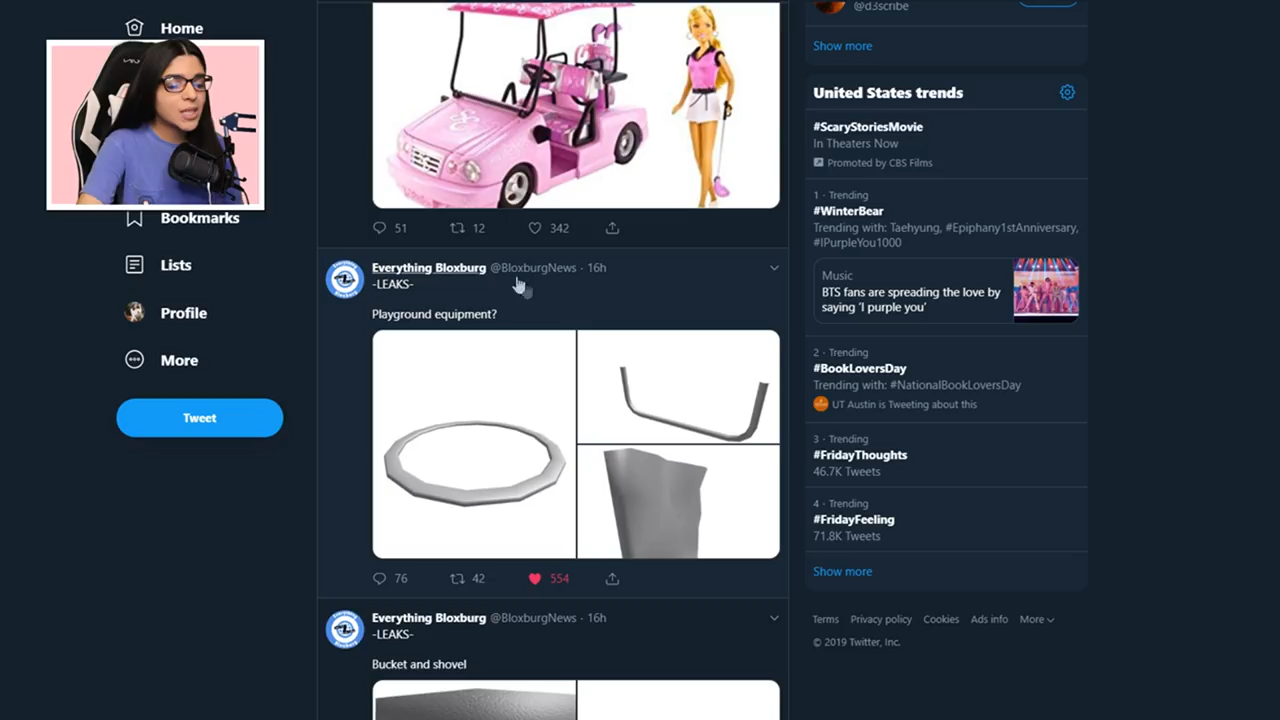 Home
Bookmarks
Lists
Profile
More
Tweet
51
12
342
Everything Bloxburg @BloxburgNews · 16h
-LEAKS-
Playground equipment?
76
42
554
Everything Bloxburg @BloxburgNews · 16h
-LEAKS-
Bucket and shovel
@d3scribe
Show more
United States trends
#ScaryStoriesMovie
In Theaters Now
Promoted by CBS Films
1 · Trending
#WinterBear
Trending with: Taehyung, #Epiphany1stAnniversary,
#IPurpleYou1000
Music
BTS fans are spreading the love by
saying 'I purple you'
2 · Trending
#BookLoversDay
Trending with: #NationalBookLoversDay
UT Austin is Tweeting about this
3 · Trending
#FridayThoughts
46.7K Tweets
4 · Trending
#FridayFeeling
71.8K Tweets
Show more
Terms Privacy policy Cookies Ads info More
© 2019 Twitter, Inc.